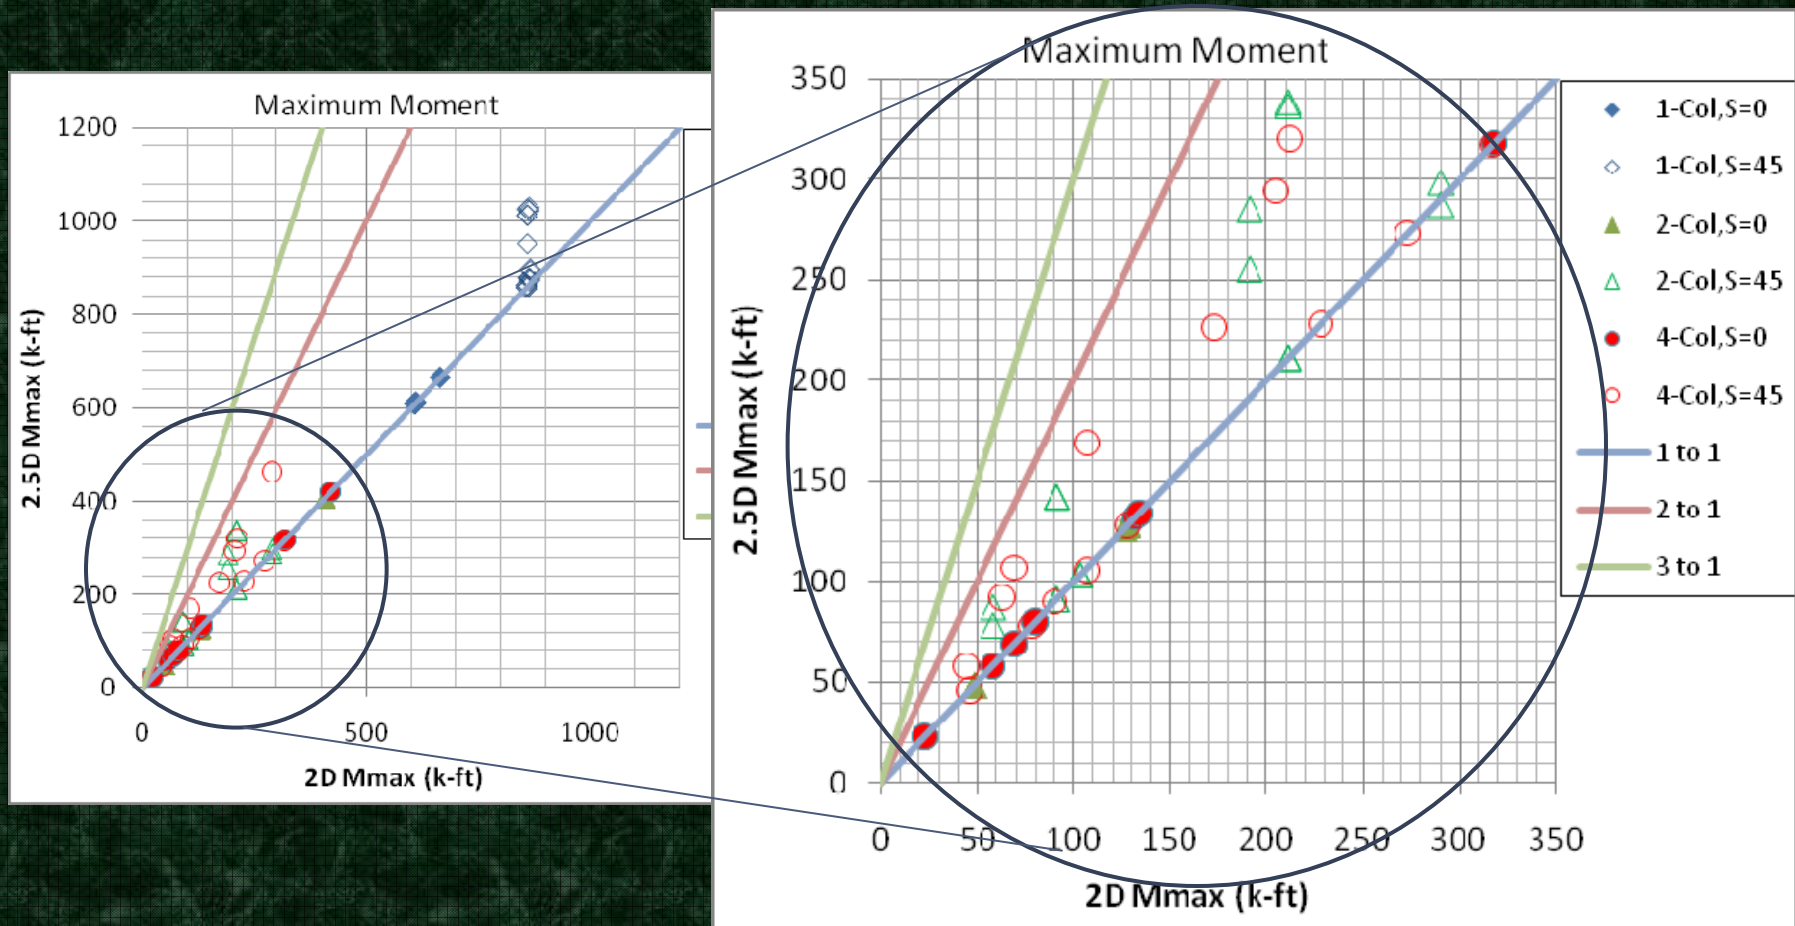 Maximum Moment
1200
1000
800
600
400
200
0
0 500 1000
2.5D Mmax (k-ft)
2D Mmax (k-ft)
Maximum Moment
350
300
250
200
150
100
50
0
0 50 100 150 200 250 300 350
2.5D Mmax (k-ft)
2D Mmax (k-ft)
1-Col,S=0
1-Col,S=45
2-Col,S=0
2-Col,S=45
4-Col,S=0
4-Col,S=45
1 to 1
2 to 1
3 to 1